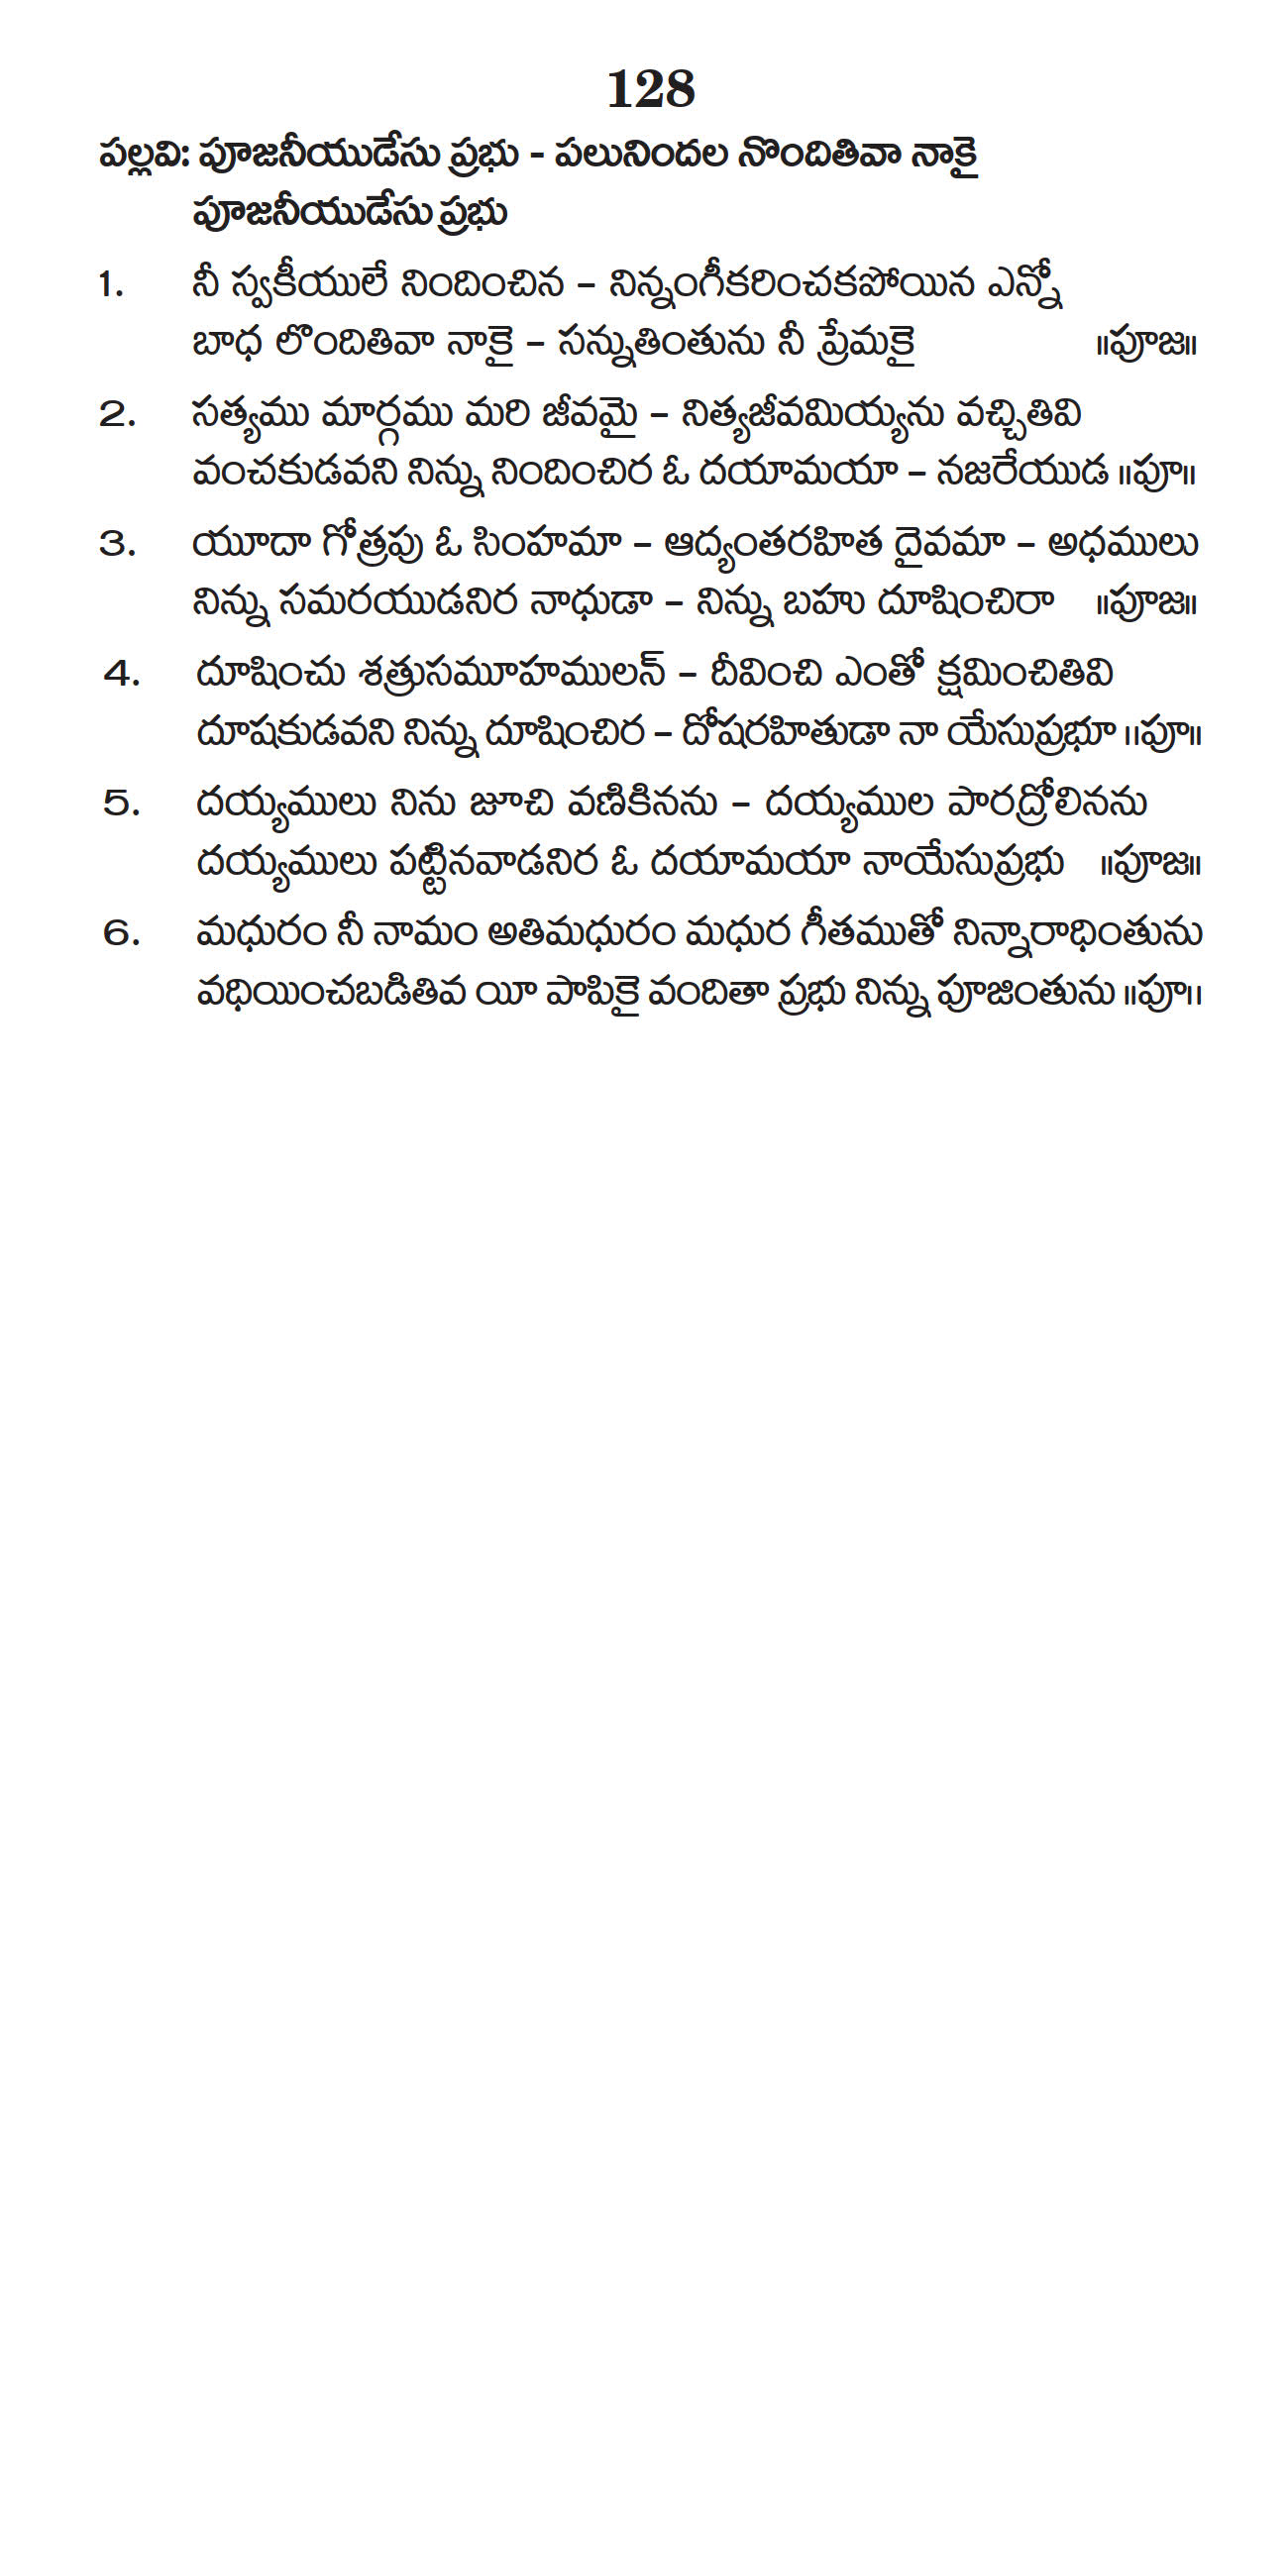 128
పల్లవి: పూజనీయుడేసు ప్రభు - పలునిందల నొందితివా నాకై
పూజనీయుడేసు ప్రభు
1. నీ స్వకీయులే నిందించిన – నిన్నంగీకరించకపోయిన ఎన్నో
బాధ లొందితివా నాకై – సన్నుతింతును నీ ప్రేమకై ॥పూజ॥
2. సత్యము మార్గము మరి జీవమై – నిత్యజీవమియ్యను వచ్చితివి
వంచకుడవని నిన్ను నిందించిర ఓ దయామయా – నజరేయుడ ॥పూ॥
3. యూదా గోత్రపు ఓ సింహమా – ఆద్యంతరహిత దైవమా – అధములు
నిన్ను సమరయుడనిర నాధుడా – నిన్ను బహు దూషించిరా ॥పూజ॥
4. దూషించు శత్రుసమూహములన్ – దీవించి ఎంతో క్షమించితివి
దూషకుడవని నిన్ను దూషించిర – దోషరహితుడా నా యేసుప్రభూ ॥పూ॥
5. దయ్యములు నిను జూచి వణికినను – దయ్యముల పారద్రోలినను
దయ్యములు పట్టినవాడనిర ఓ దయామయా నాయేసుప్రభు ॥పూజ॥
6. మధురం నీ నామం అతిమధురం మధుర గీతముతో నిన్నారాధింతును
వధియించబడితివ యీ పాపికై వందితా ప్రభు నిన్ను పూజింతును ॥పూ॥